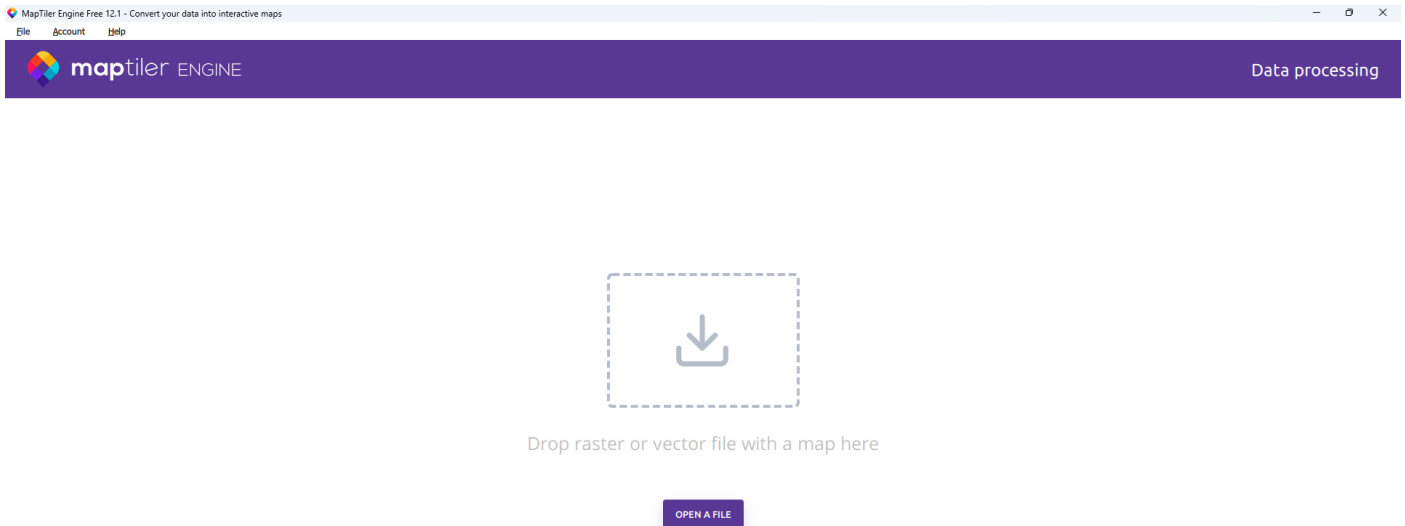 MapTiler Engine Free 12.1 - Convert your data into interactive maps
File Account Help
maptiler ENGINE
Data processing
Drop raster or vector file with a map here
OPEN A FILE